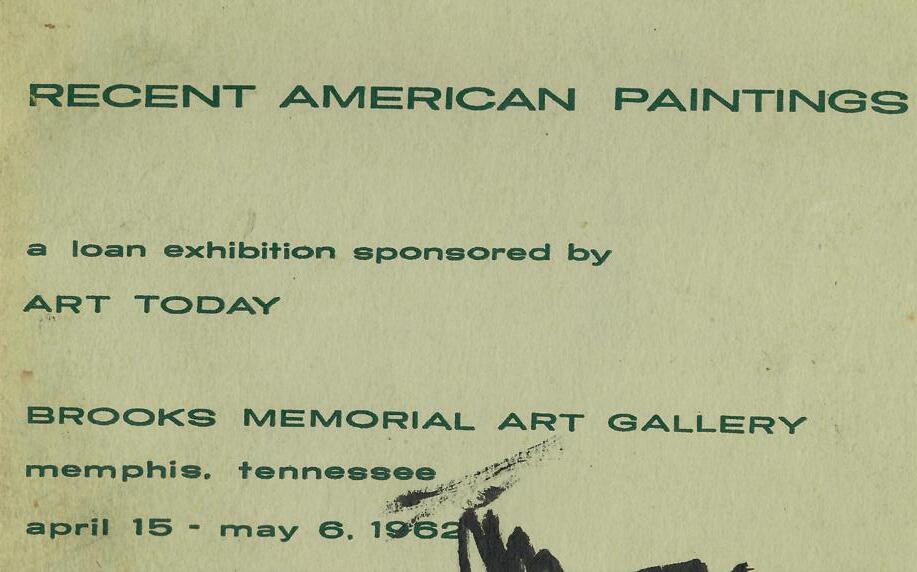 RECENT AMERICAN PAINTINGS
a loan exhibition sponsored by
ART TODAY
BROOKS MEMORIAL ART GALLERY
memphis, tennessee
april 15 - may 6, 1962